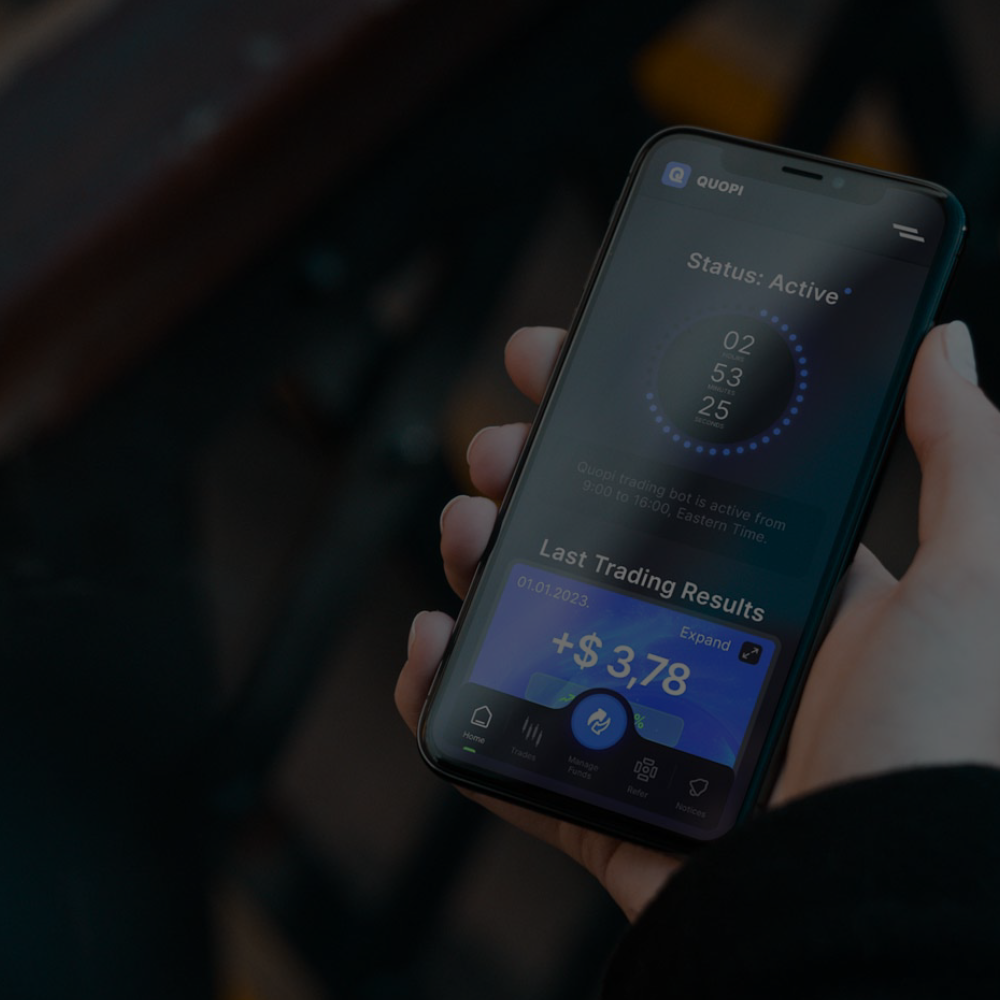 QUOPI
Status: Active
02
HOURS
53
MINUTES
25
SECONDS
Quopi trading bot is active from
9:00 to 16:00, Eastern Time.
Last Trading Results
01.01.2023.
Expand
+$ 3,78
%
Home
Trades
Manage
Funds
Refer
Notices